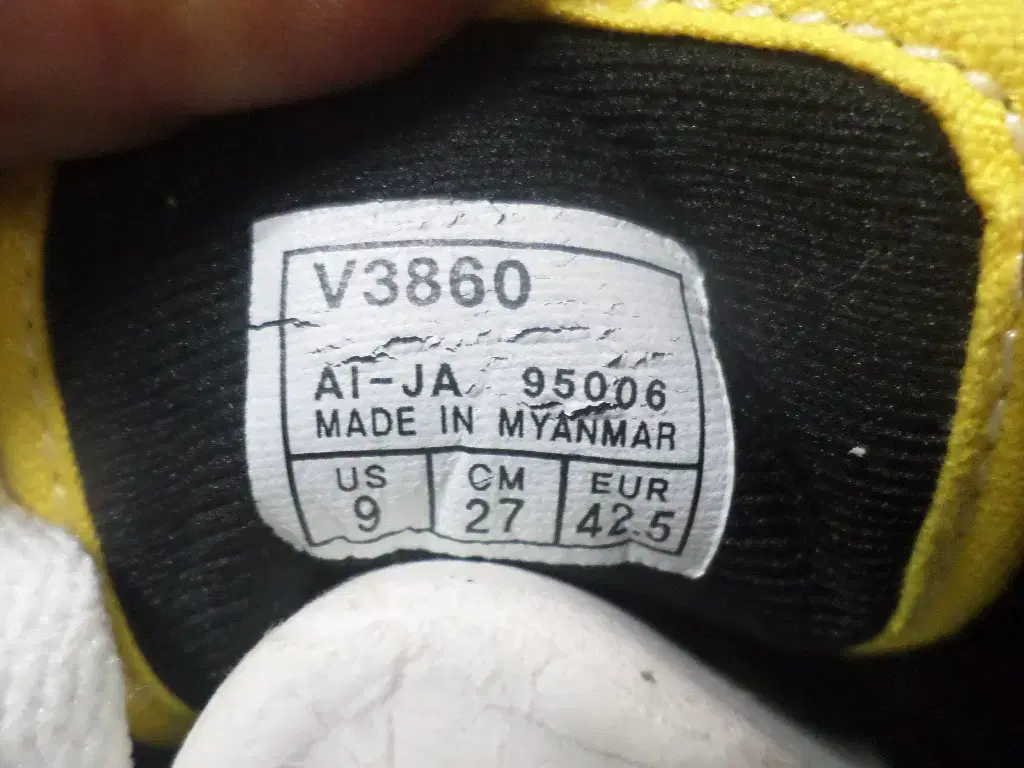 V3860
AI-JA 95006
MADE IN MYANMAR
US CM EUR
9 27 42.5